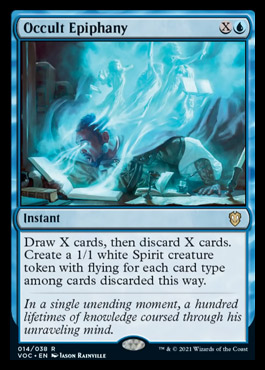 Occult Epiphany X
Instant
Draw X cards, then discard X cards.
Create a 1/1 white Spirit creature
token with flying for each card type
among cards discarded this way.
In a single unending moment, a hundred
lifetimes of knowledge coursed through his
unraveling mind.
014/038 R
VOC • EN Jason Rainville
™ & © 2021 Wizards of the Coast